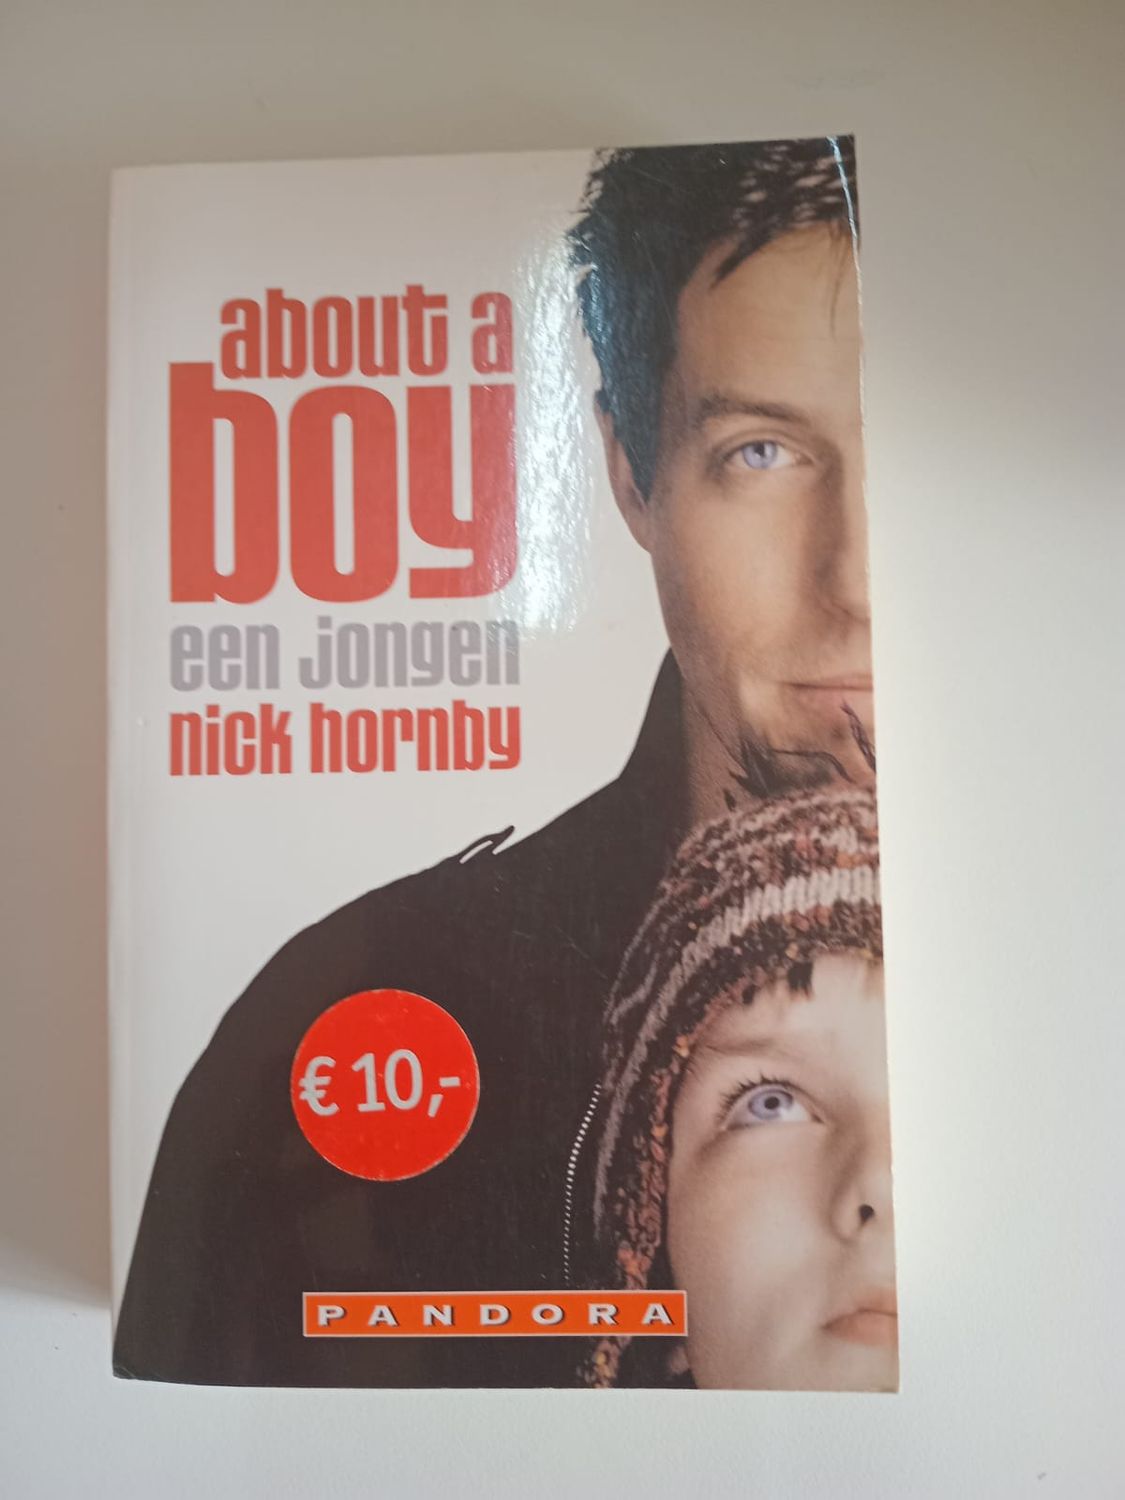 about a
boy
een jongen
nick hornby
€ 10,-
PANDORA